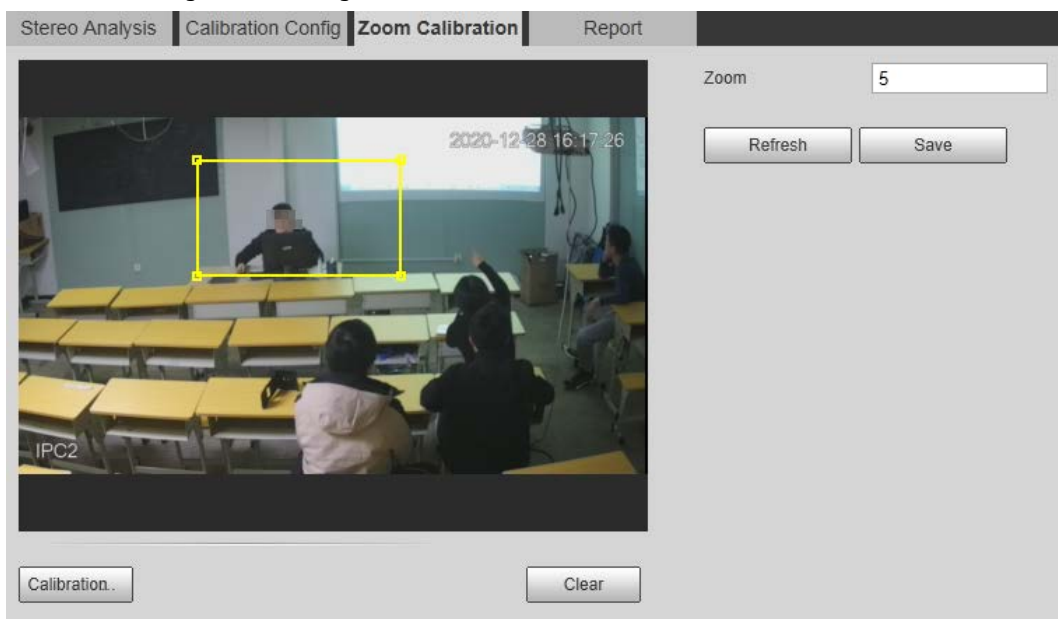 Stereo Analysis Calibration Config Zoom Calibration Report
Zoom 5
2020-12-28 16:17:26
Refresh Save
IPC2
Calibration..
Clear